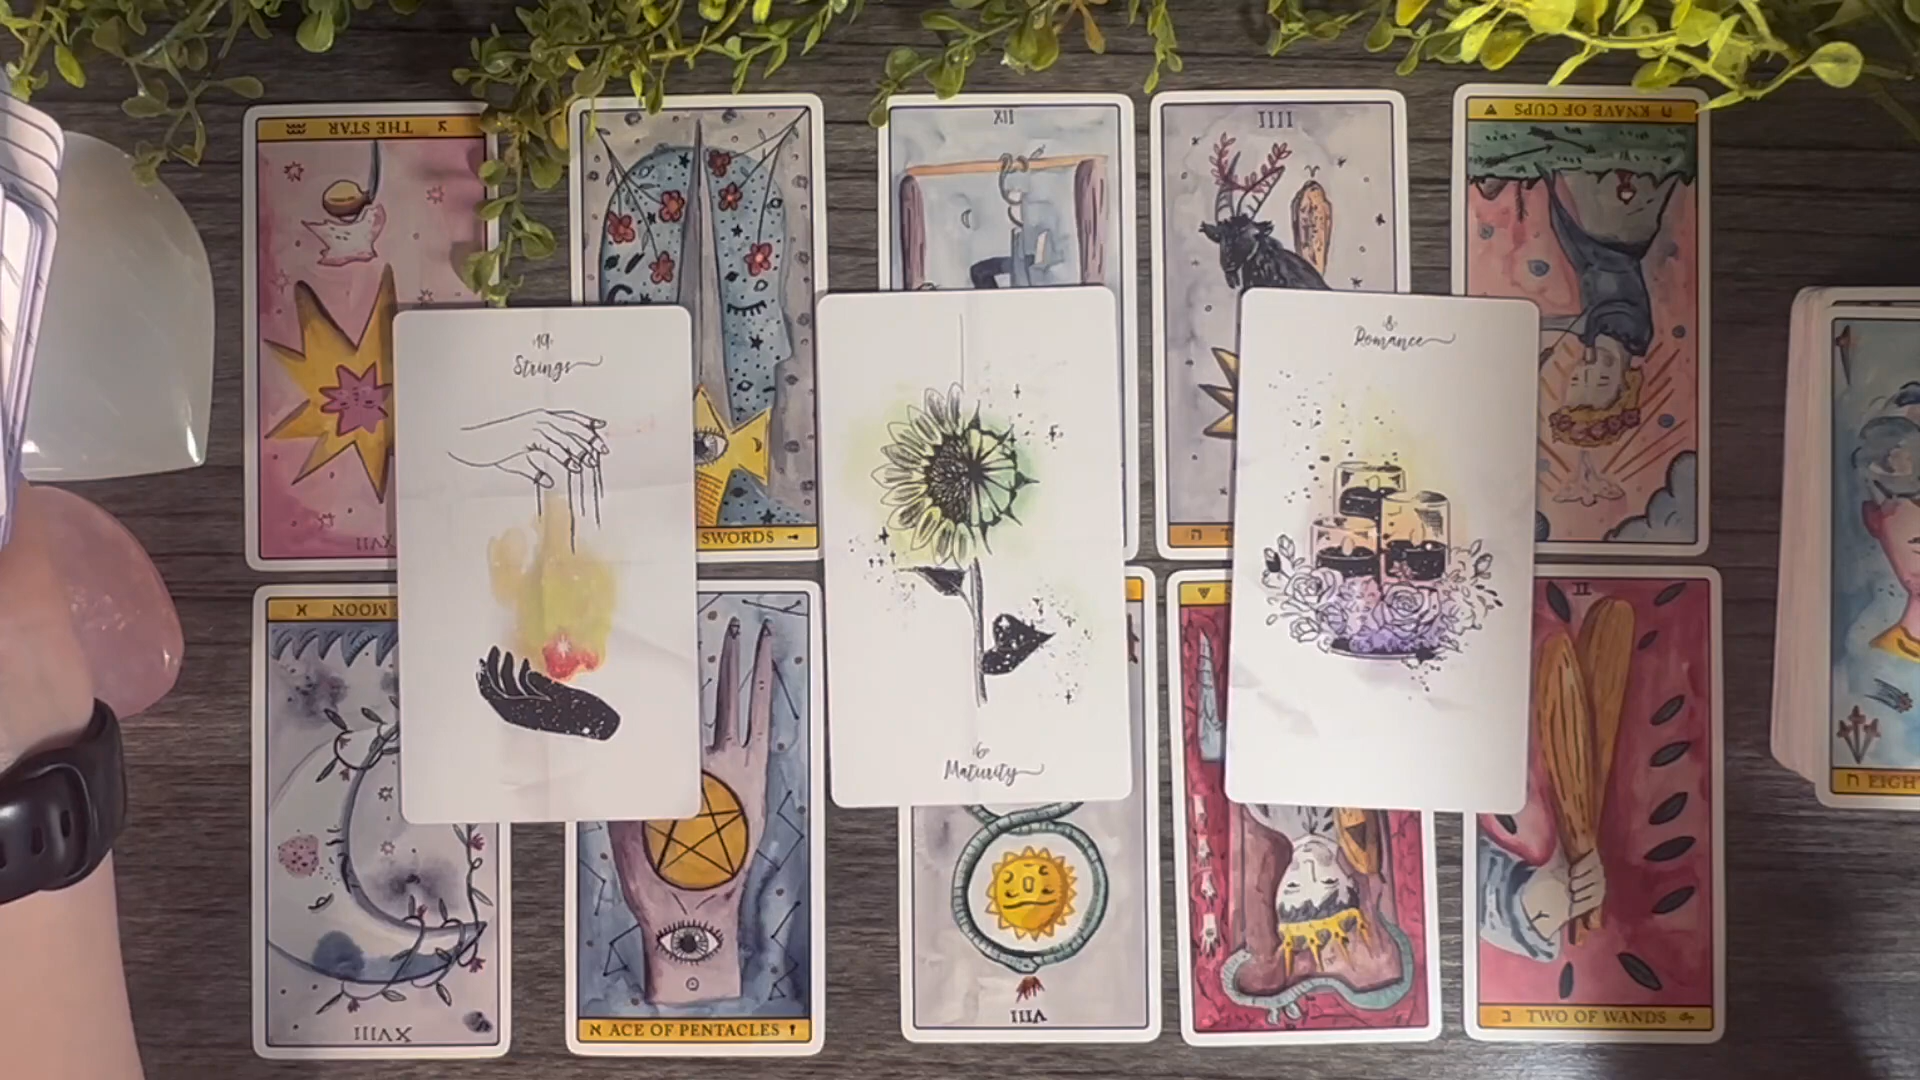 THE STAR
XVII
SWORDS
XII
IIII
KNAVE OF CUPS
19
Strings
6
Maturity
8
Romance
MOON
XVIII
ACE OF PENTACLES
VIII
II
TWO OF WANDS
EIGHT